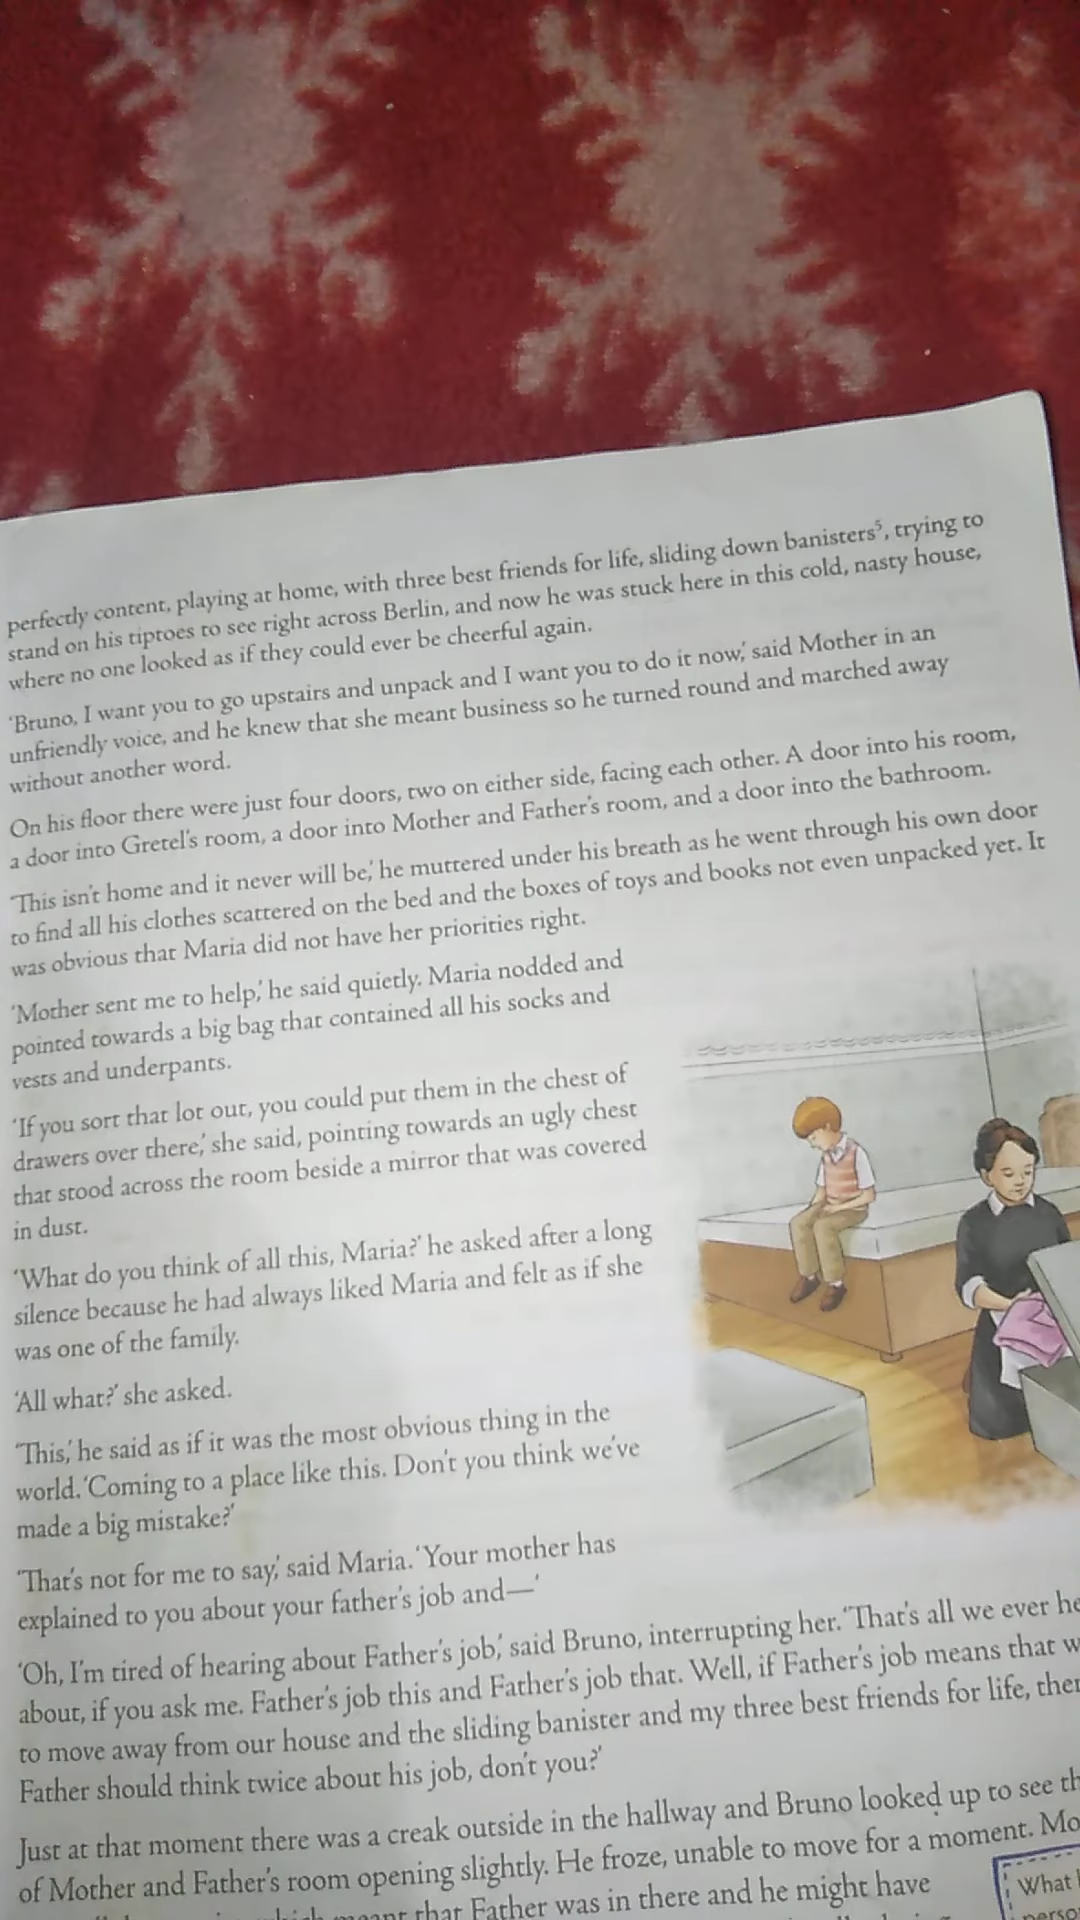 perfectly content, playing at home, with three best friends for life, sliding down banisters⁵, trying to
stand on his tiptoes to see right across Berlin, and now he was stuck here in this cold, nasty house,
where no one looked as if they could ever be cheerful again.
‘Bruno, I want you to go upstairs and unpack and I want you to do it now,’ said Mother in an
unfriendly voice, and he knew that she meant business so he turned round and marched away
without another word.
On his floor there were just four doors, two on either side, facing each other. A door into his room,
a door into Gretel's room, a door into Mother and Father's room, and a door into the bathroom.
‘This isn't home and it never will be,’ he muttered under his breath as he went through his own door
to find all his clothes scattered on the bed and the boxes of toys and books not even unpacked yet. It
was obvious that Maria did not have her priorities right.
‘Mother sent me to help,’ he said quietly. Maria nodded and
pointed towards a big bag that contained all his socks and
vests and underpants.
‘If you sort that lot out, you could put them in the chest of
drawers over there,’ she said, pointing towards an ugly chest
that stood across the room beside a mirror that was covered
in dust.
‘What do you think of all this, Maria?’ he asked after a long
silence because he had always liked Maria and felt as if she
was one of the family.
‘All what?’ she asked.
‘This,’ he said as if it was the most obvious thing in the
world. ‘Coming to a place like this. Don't you think we've
made a big mistake?’
‘That's not for me to say,’ said Maria. ‘Your mother has
explained to you about your father's job and—’
‘Oh, I'm tired of hearing about Father's job,’ said Bruno, interrupting her. ‘That's all we ever
about, if you ask me. Father's job this and Father's job that. Well, if Father's job means that
to move away from our house and the sliding banister and my three best friends for life,
Father should think twice about his job, don't you?’
Just at that moment there was a creak outside in the hallway and Bruno looked up to see
of Mother and Father's room opening slightly. He froze, unable to move for a moment.
that Father was in there and he might have
What